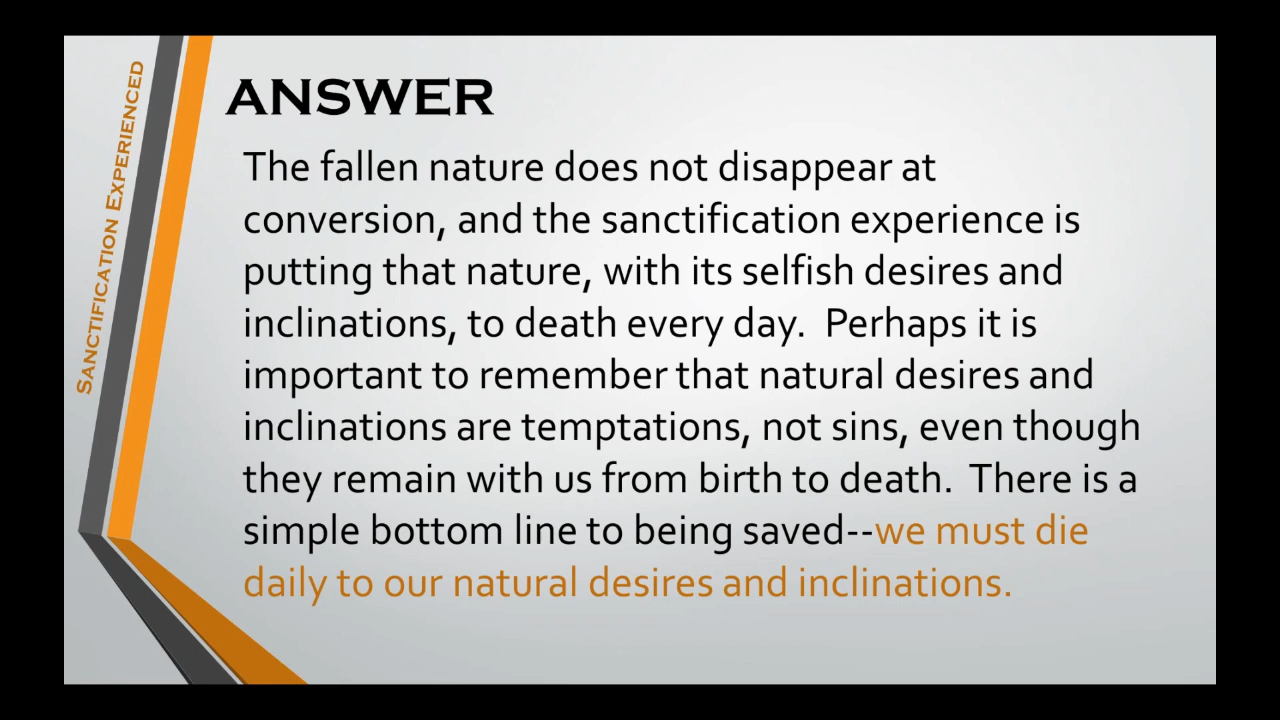 Sanctification Experienced
ANSWER
The fallen nature does not disappear at
conversion, and the sanctification experience is
putting that nature, with its selfish desires and
inclinations, to death every day.  Perhaps it is
important to remember that natural desires and
inclinations are temptations, not sins, even though
they remain with us from birth to death.  There is a
simple bottom line to being saved--we must die
daily to our natural desires and inclinations.